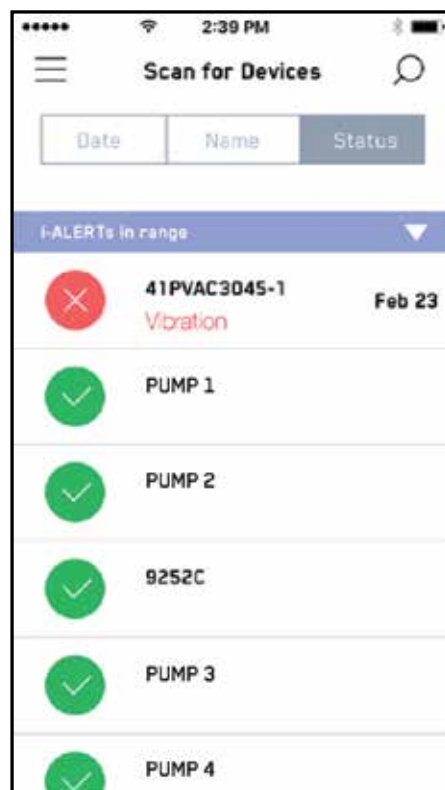 2:39 PM
Scan for Devices
Date Name Status
i-ALERTs in range
41PVAC3045-1 Feb 23
Vibration
PUMP 1
PUMP 2
9252C
PUMP 3
PUMP 4